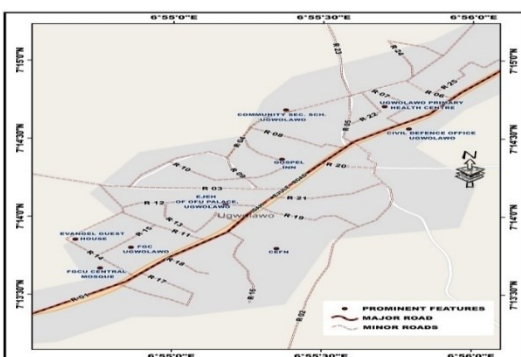 6°55'0"E
6°55'30"E
6°56'0"E
7°15'0"N
7°14'30"N
7°14'0"N
7°13'30"N
R 23
R 24
R 25
R 06
R 07
UGWOLAWO PRIMARY
HEALTH CENTRE
COMMUNITY SEC. SCH.
UGWOLAWO
R 22
R 05
CIVIL DEFENCE OFFICE
UGWOLAWO
R 04
R 08
GOSPEL
INN
N
R 10
R 09
R 20
R 03
EJEH
OF OFU PALACE,
UGWOLAWO
R 21
R 12
Ugwolawo
R 13
R 11
R 15
EVANGEL GUEST
HOUSE
FGC
UGWOLAWO
CEFN
R 14
R 18
FGCU CENTRAL
MOSQUE
R 17
R 16
R 02
R 01
PROMINENT FEATURES
MAJOR ROAD
MINOR ROADS
6°55'0"E
6°55'30"E
6°56'0"E